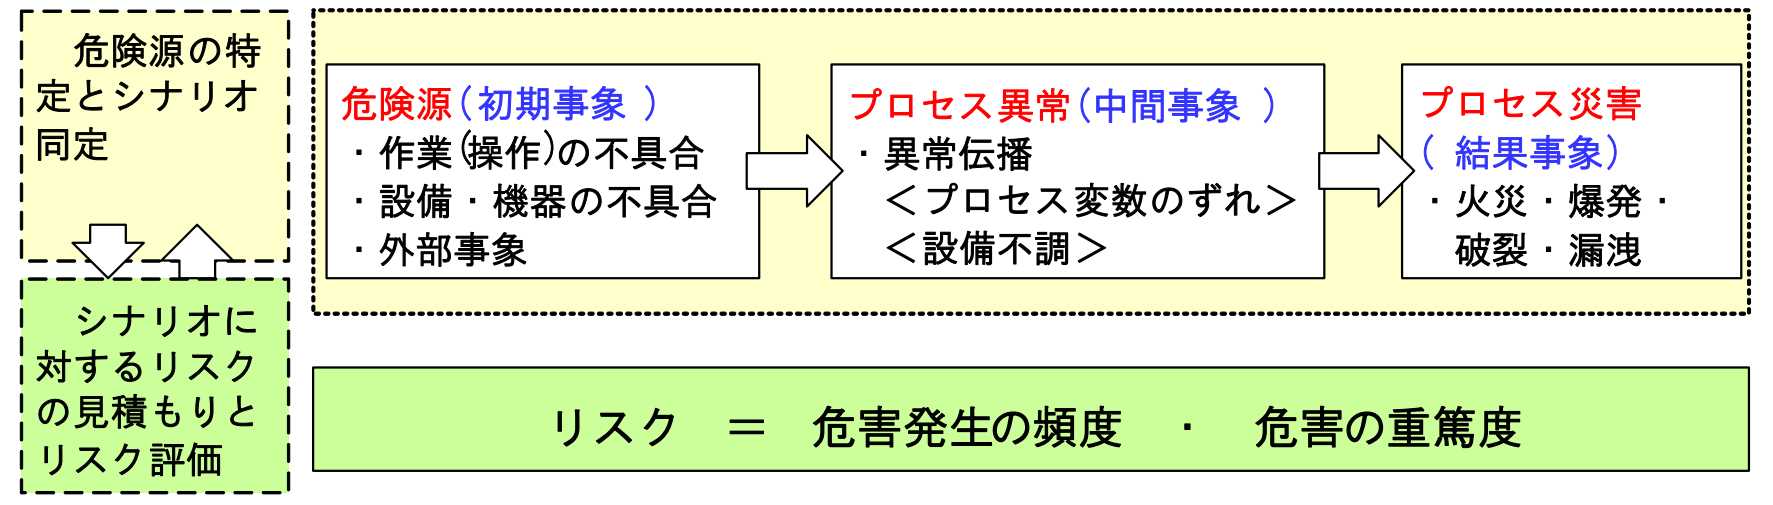 危険源の特
定とシナリオ
同定
危険源(初期事象 )
・作業(操作)の不具合
・設備・機器の不具合
・外部事象
プロセス異常(中間事象 )
・異常伝播
＜プロセス変数のずれ＞
＜設備不調＞
プロセス災害
( 結果事象)
・火災・爆発・
破裂・漏洩
シナリオに
対するリスク
の見積もりと
リスク評価
リスク ＝ 危害発生の頻度 ・ 危害の重篤度